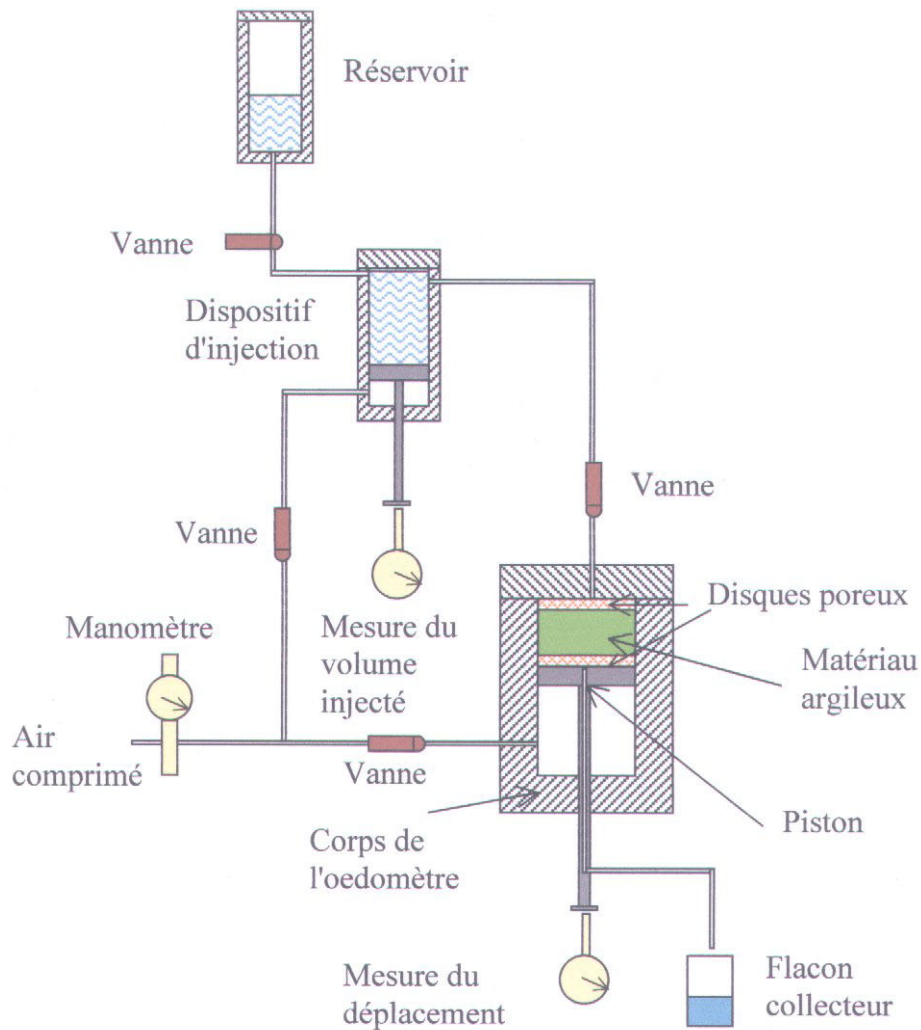 Réservoir
Vanne
Dispositif
d'injection
Vanne
Vanne
Manomètre
Mesure du
volume
injecté
Disques poreux
Matériau
argileux
Air
comprimé
Vanne
Piston
Corps de
l'oedomètre
Mesure du
déplacement
Flacon
collecteur